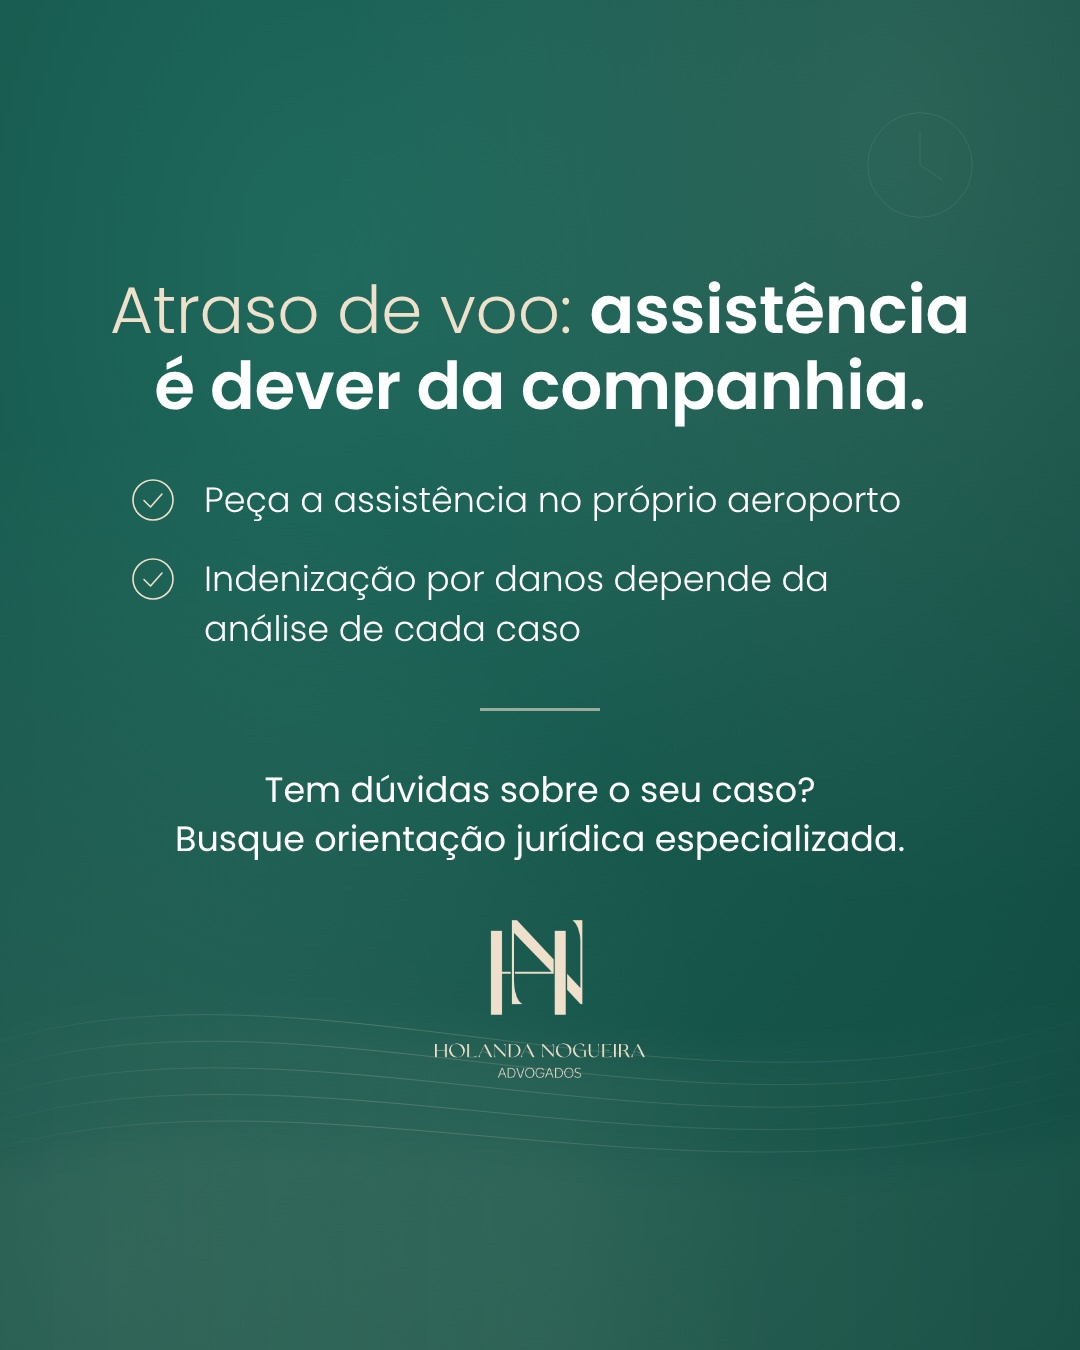 Atraso de voo: assistência
é dever da companhia.
Peça a assistência no próprio aeroporto
Indenização por danos depende da
análise de cada caso
Tem dúvidas sobre o seu caso?
Busque orientação jurídica especializada.
HN
HOLANDA NOGUEIRA
ADVOGADOS